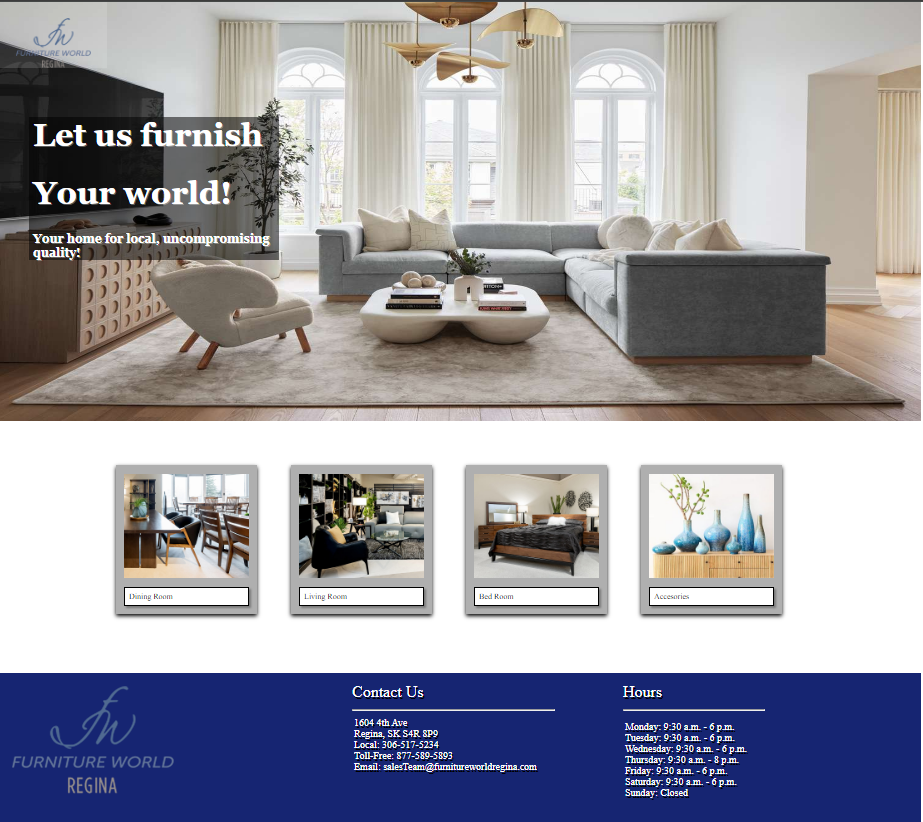 fw
FURNITURE WORLD
REGINA
Let us furnish
Your world!
Your home for local, uncompromising
quality!
Dining Room
Living Room
Bed Room
Accesories
fw
FURNITURE WORLD
REGINA
Contact Us
1604 4th Ave
Regina, SK S4R 8P9
Local: 306-517-5234
Toll-Free: 877-589-5893
Email: salesTeam@furnitureworldregina.com
Hours
Monday: 9:30 a.m. - 6 p.m.
Tuesday: 9:30 a.m. - 6 p.m.
Wednesday: 9:30 a.m. - 6 p.m.
Thursday: 9:30 a.m. - 8 p.m.
Friday: 9:30 a.m. - 6 p.m.
Saturday: 9:30 a.m. - 6 p.m.
Sunday: Closed